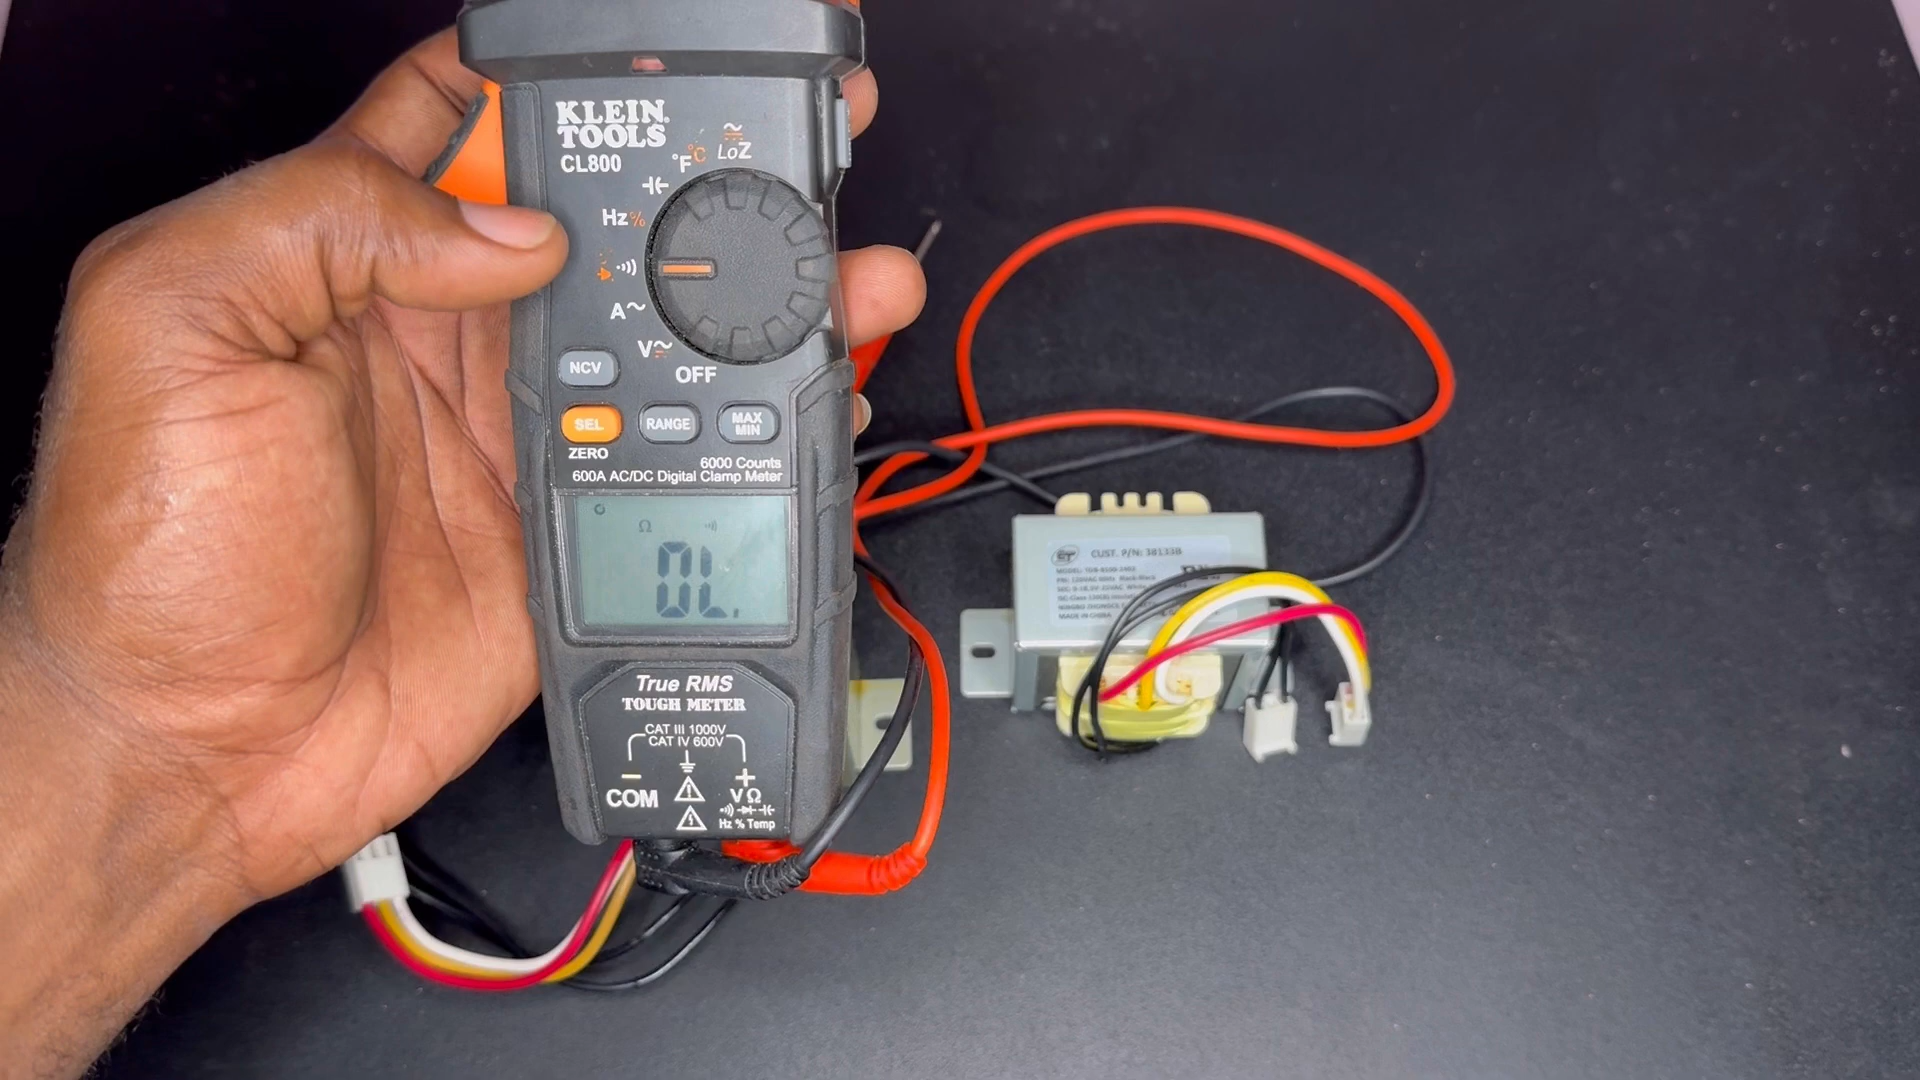 KLEIN
TOOLS
CL800
LoZ
°F °C
Hz %
A
V
OFF
NCV
SEL
RANGE
MAX
MIN
ZERO
6000 Counts
600A AC/DC Digital Clamp Meter
Ω
OL.
True RMS
TOUGH METER
CAT III 1000V
CAT IV 600V
− +
COM
VΩ
Hz % Temp
CUST. P/N: 38133B
MADE IN CHINA